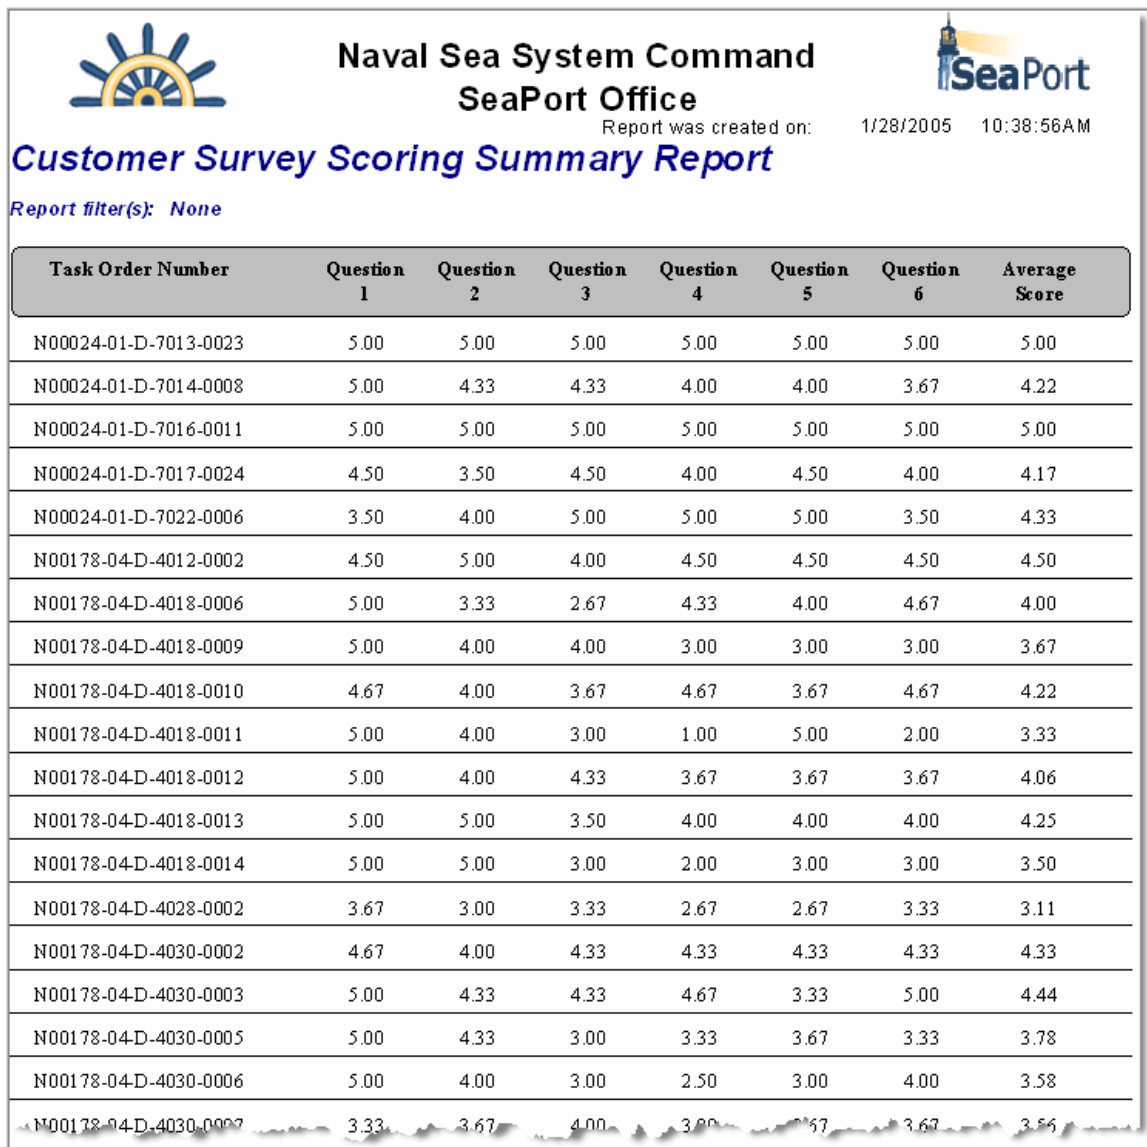 Naval Sea System Command
SeaPort Office
SeaPort
Report was created on: 1/28/2005 10:38:56AM
Customer Survey Scoring Summary Report
Report filter(s): None
Task Order Number Question 1 Question 2 Question 3 Question 4 Question 5 Question 6 Average Score
N00024-01-D-7013-0023 5.00 5.00 5.00 5.00 5.00 5.00 5.00
N00024-01-D-7014-0008 5.00 4.33 4.33 4.00 4.00 3.67 4.22
N00024-01-D-7016-0011 5.00 5.00 5.00 5.00 5.00 5.00 5.00
N00024-01-D-7017-0024 4.50 3.50 4.50 4.00 4.50 4.00 4.17
N00024-01-D-7022-0006 3.50 4.00 5.00 5.00 5.00 3.50 4.33
N00178-04-D-4012-0002 4.50 5.00 4.00 4.50 4.50 4.50 4.50
N00178-04-D-4018-0006 5.00 3.33 2.67 4.33 4.00 4.67 4.00
N00178-04-D-4018-0009 5.00 4.00 4.00 3.00 3.00 3.00 3.67
N00178-04-D-4018-0010 4.67 4.00 3.67 4.67 3.67 4.67 4.22
N00178-04-D-4018-0011 5.00 4.00 3.00 1.00 5.00 2.00 3.33
N00178-04-D-4018-0012 5.00 4.00 4.33 3.67 3.67 3.67 4.06
N00178-04-D-4018-0013 5.00 5.00 3.50 4.00 4.00 4.00 4.25
N00178-04-D-4018-0014 5.00 5.00 3.00 2.00 3.00 3.00 3.50
N00178-04-D-4028-0002 3.67 3.00 3.33 2.67 2.67 3.33 3.11
N00178-04-D-4030-0002 4.67 4.00 4.33 4.33 4.33 4.33 4.33
N00178-04-D-4030-0003 5.00 4.33 4.33 4.67 3.33 5.00 4.44
N00178-04-D-4030-0005 5.00 4.33 3.00 3.33 3.67 3.33 3.78
N00178-04-D-4030-0006 5.00 4.00 3.00 2.50 3.00 4.00 3.58
3.33 3.67 4.00 3.67 3.56